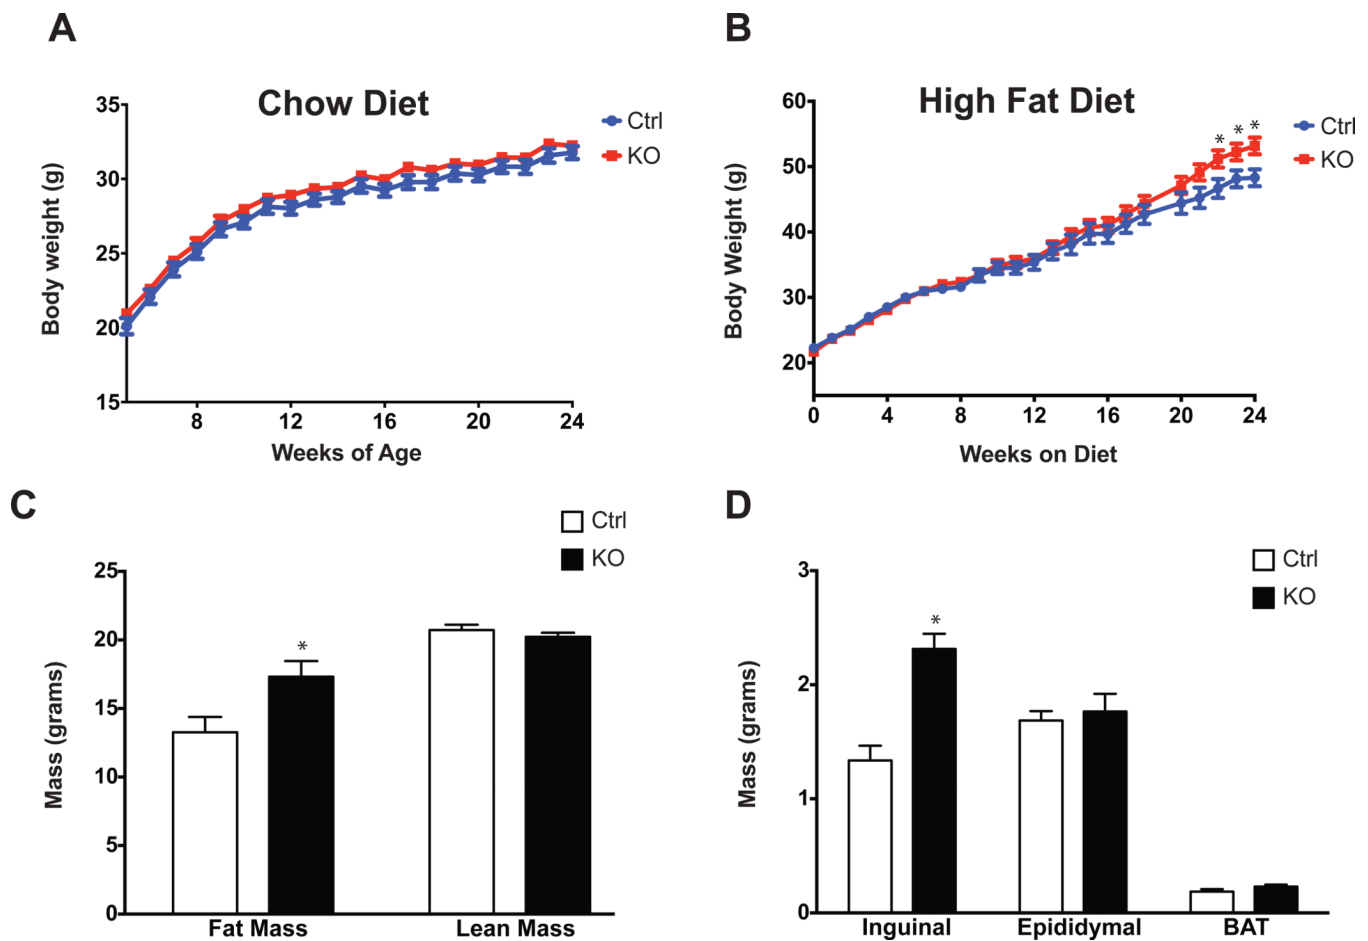 A
Chow Diet
Ctrl
KO
Body weight (g)
35
30
25
20
15
8
12
16
20
24
Weeks of Age
B
High Fat Diet
Ctrl
KO
Body Weight (g)
60
50
40
30
20
* * *
0
4
8
12
16
20
24
Weeks on Diet
C
Ctrl
KO
Mass (grams)
25
20
15
10
5
0
*
Fat Mass
Lean Mass
D
Ctrl
KO
Mass (grams)
3
2
1
0
*
Inguinal
Epididymal
BAT